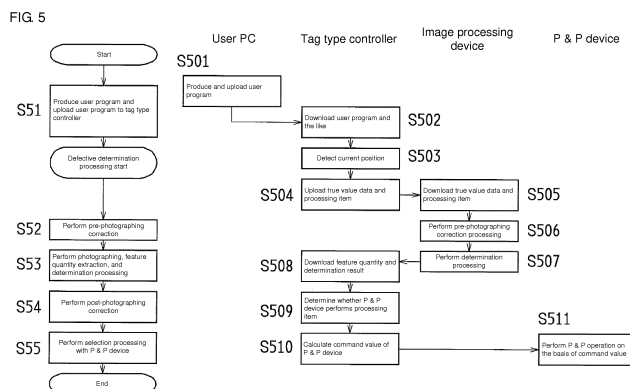 FIG. 5
User PC
Tag type controller
Image processing
device
P & P device
Start
S51
Produce user program and
upload user program to tag type
controller
Defective determination
processing start
S52
Perform pre-photographing
correction
S53
Perform photographing, feature
quantity extraction, and
determination processing
S54
Perform post-photographing
correction
S55
Perform selection processing
with P & P device
End
S501
Produce and upload user
program
Download user program and
the like
S502
Detect current position
S503
S504
Upload true value data and
processing item
Download true value data and
processing item
S505
Perform pre-photographing
correction processing
S506
Perform determination
processing
S507
S508
Download feature quantity and
determination result
S509
Determine whether P & P
device performs processing
item
S510
Calculate command value of
P & P device
S511
Perform P & P operation on
the basis of command value